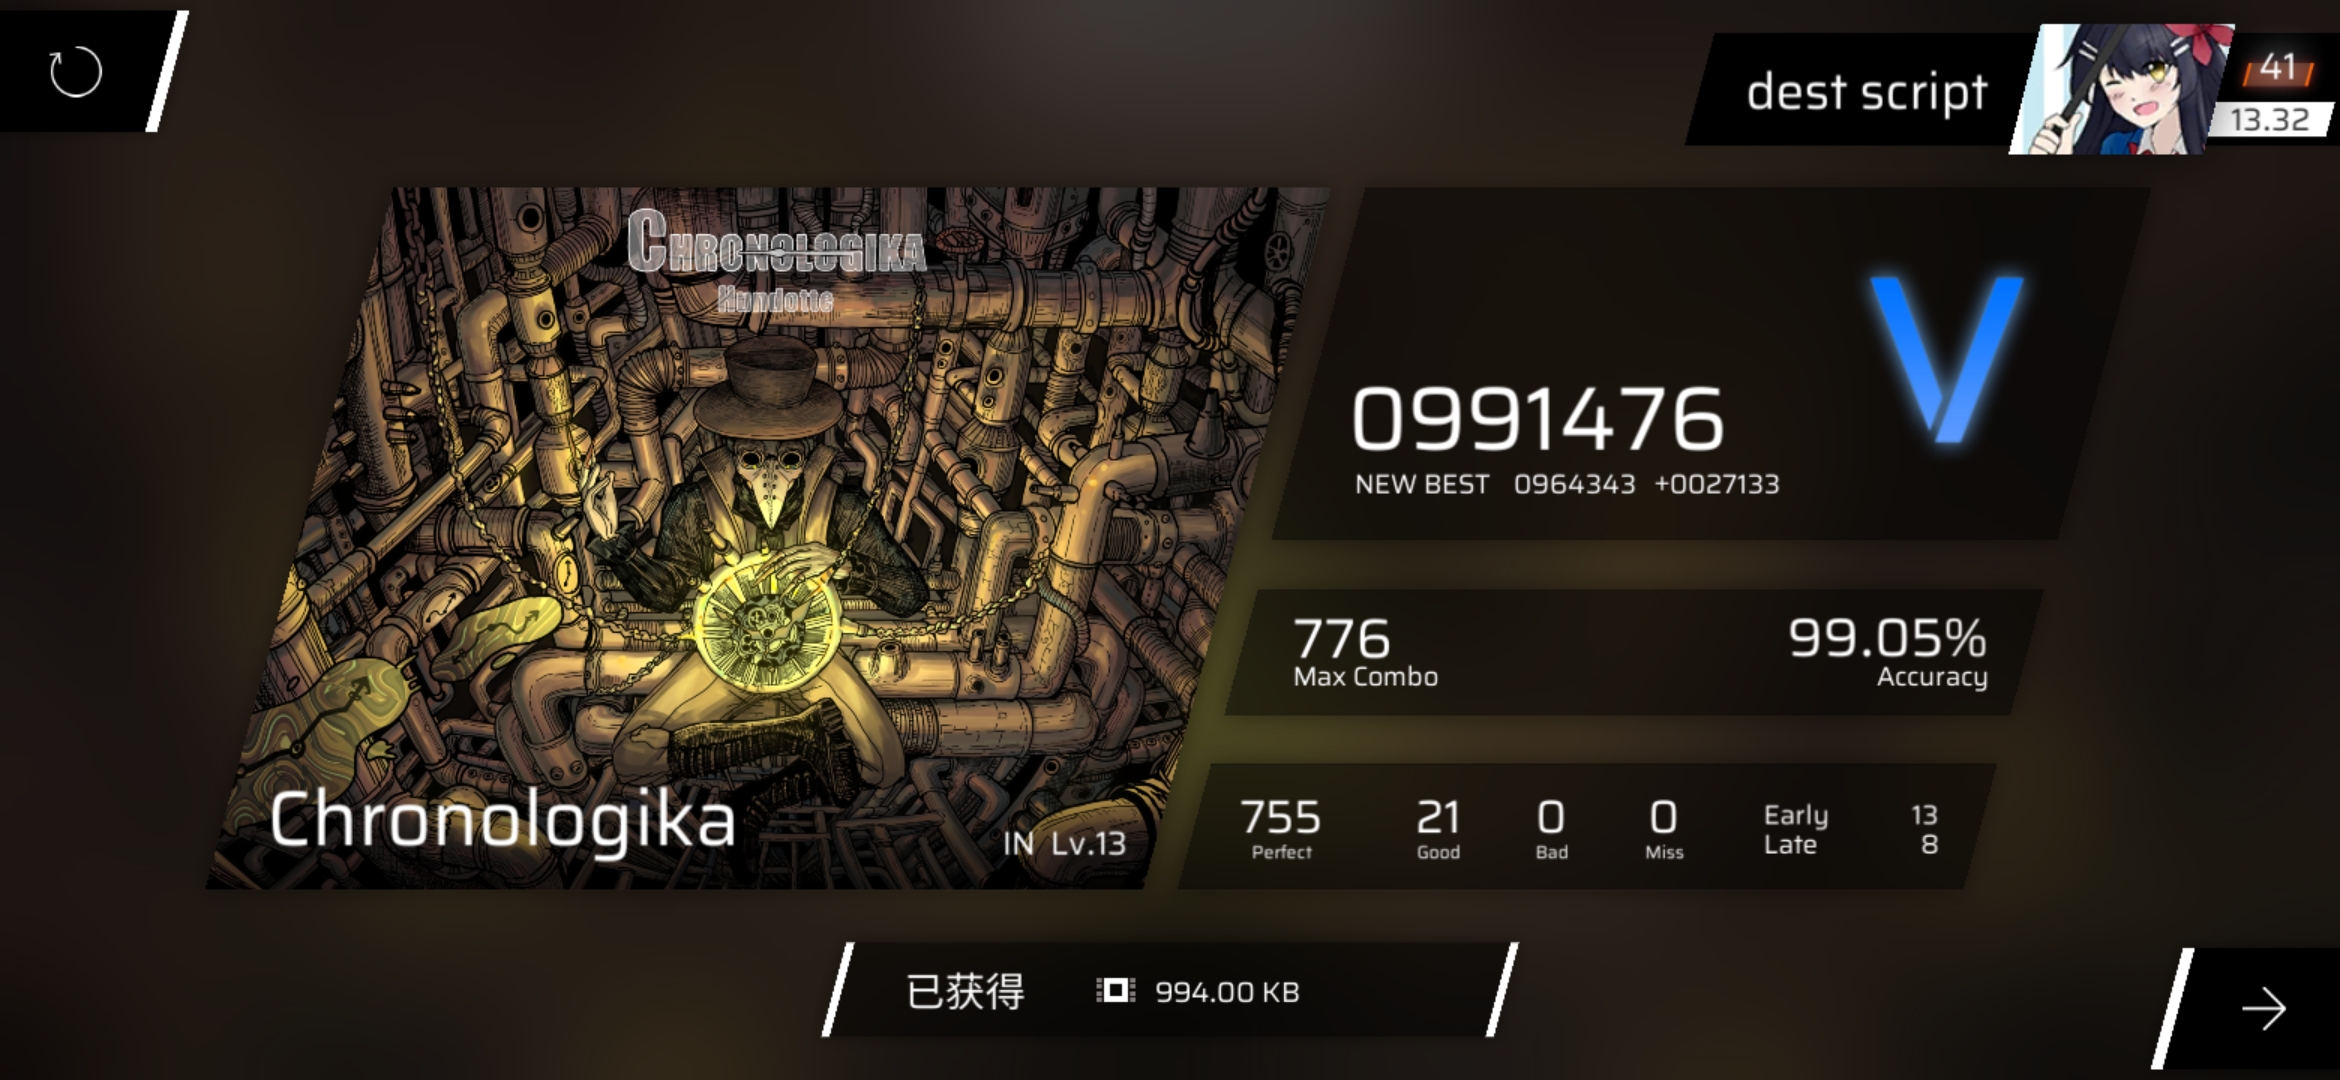 dest script
41
13.32
CHRONOLOGIKA
Hundotte
Chronologika
IN Lv.13
0991476
V
NEW BEST 0964343 +0027133
776
Max Combo
99.05%
Accuracy
755
Perfect
21
Good
0
Bad
0
Miss
Early 13
Late 8
已获得 994.00 KB